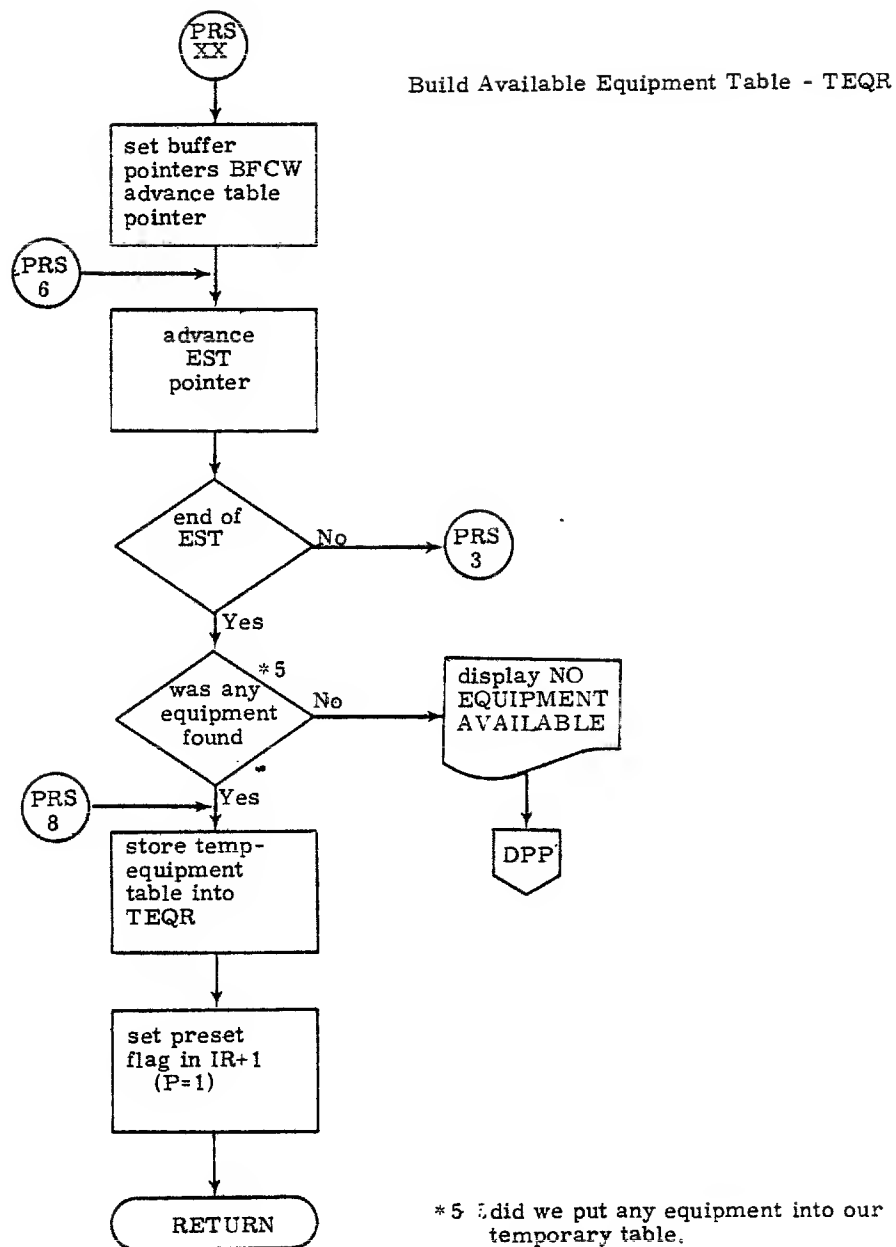 PRS
XX
Build Available Equipment Table - TEQR
set buffer
pointers BFCW
advance table
pointer
PRS
6
advance
EST
pointer
end of
EST
No
PRS
3
Yes
*5
was any
equipment
found
No
display NO
EQUIPMENT
AVAILABLE
PRS
8
Yes
DPP
store temp-
equipment
table into
TEQR
set preset
flag in IR+1
(P=1)
RETURN
*5 did we put any equipment into our
temporary table.